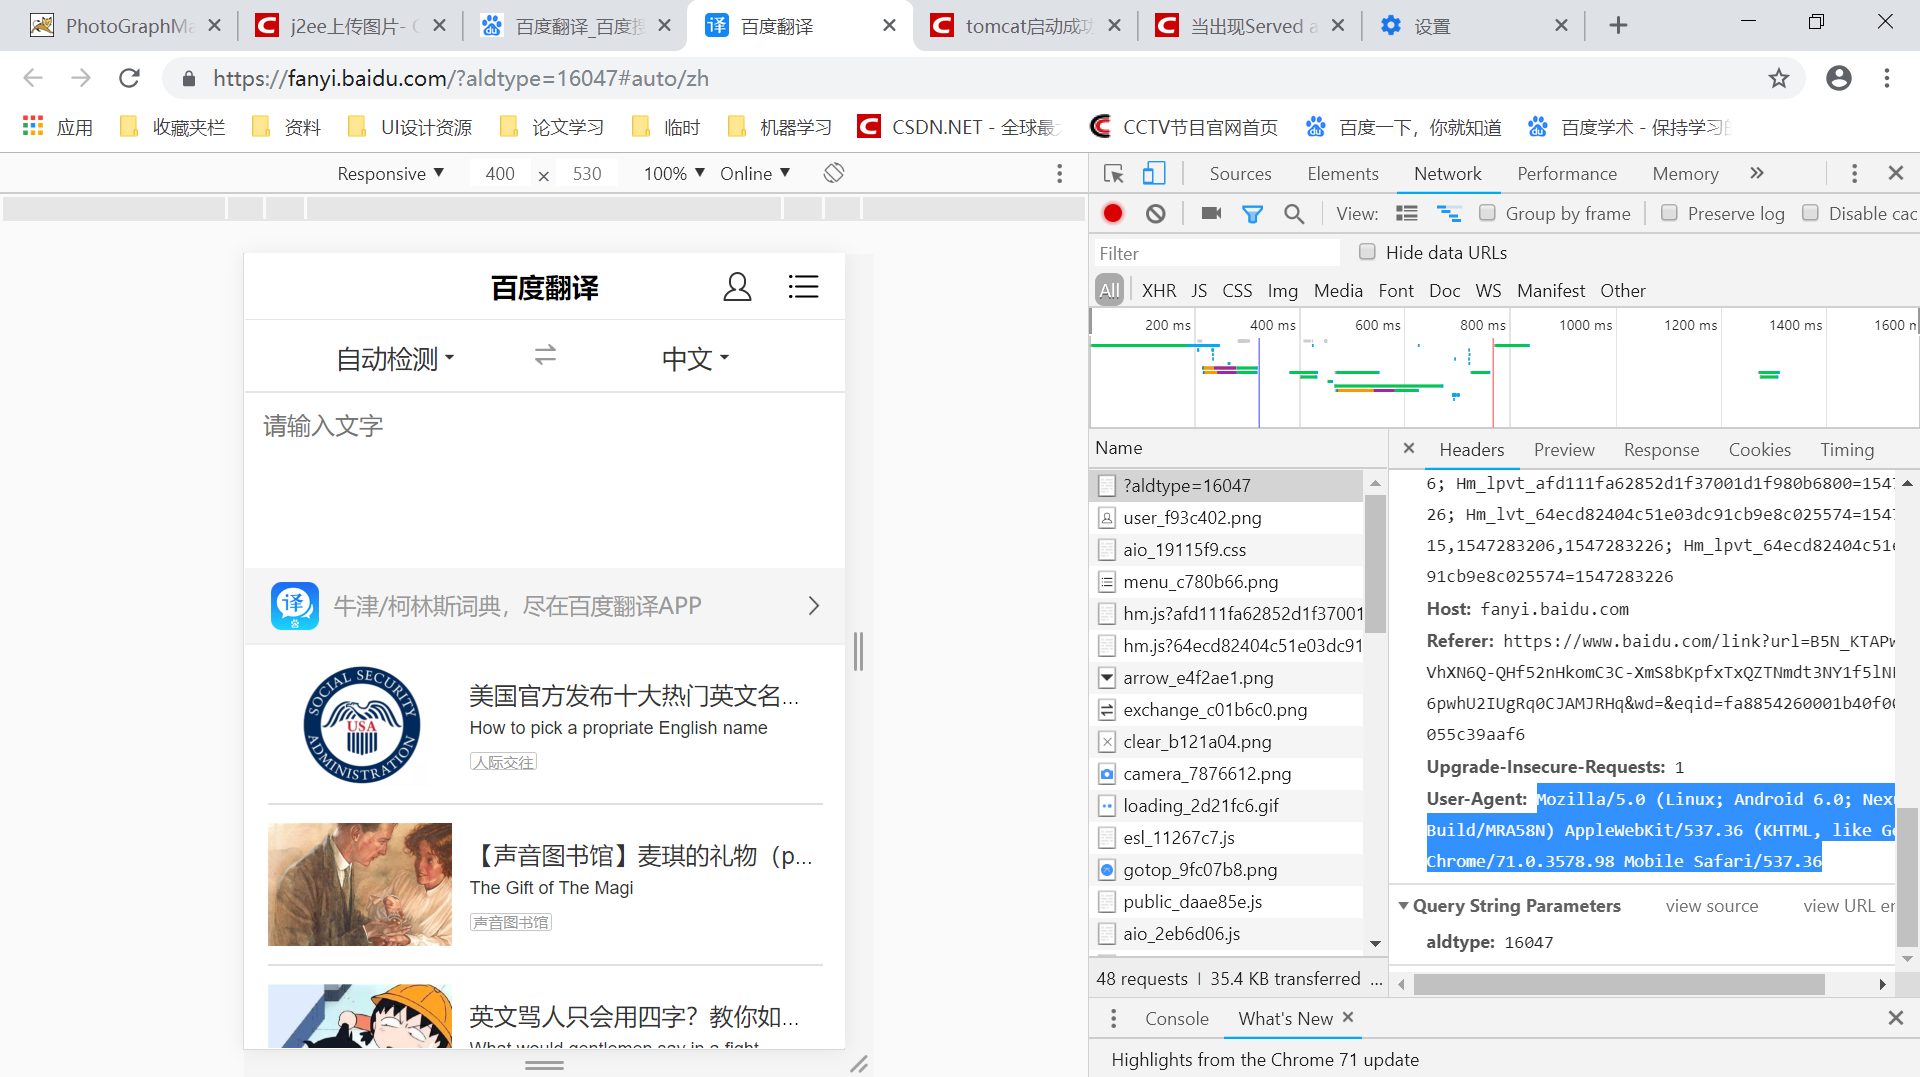 PhotoGraphMa
j2ee上传图片- C
百度翻译_百度搜
百度翻译
tomcat启动成功
当出现Served a
设置
https://fanyi.baidu.com/?aldtype=16047#auto/zh
应用
收藏夹栏
资料
UI设计资源
论文学习
临时
机器学习
CSDN.NET - 全球最大
CCTV节目官网首页
百度一下，你就知道
百度学术 - 保持学习的
Responsive 400 × 530 100% Online
百度翻译
自动检测
中文
请输入文字
译
牛津/柯林斯词典，尽在百度翻译APP
SOCIAL SECURITY
USA
ADMINISTRATION
美国官方发布十大热门英文名...
How to pick a propriate English name
人际交往
【声音图书馆】麦琪的礼物（p...
The Gift of The Magi
声音图书馆
英文骂人只会用四字？教你如...
What would gentlemen say in a fight
Sources Elements Network Performance Memory »
View: Group by frame Preserve log Disable cac
Filter Hide data URLs
All XHR JS CSS Img Media Font Doc WS Manifest Other
200 ms 400 ms 600 ms 800 ms 1000 ms 1200 ms 1400 ms 1600 n
Name
?aldtype=16047
user_f93c402.png
aio_19115f9.css
menu_c780b66.png
hm.js?afd111fa62852d1f37001
hm.js?64ecd82404c51e03dc91
arrow_e4f2ae1.png
exchange_c01b6c0.png
clear_b121a04.png
camera_7876612.png
loading_2d21fc6.gif
esl_11267c7.js
gotop_9fc07b8.png
public_daae85e.js
aio_2eb6d06.js
48 requests | 35.4 KB transferred ...
Headers Preview Response Cookies Timing
6; Hm_lpvt_afd111fa62852d1f37001d1f980b6800=1547
26; Hm_lvt_64ecd82404c51e03dc91cb9e8c025574=1547
15,1547283206,1547283226; Hm_lpvt_64ecd82404c51e
91cb9e8c025574=1547283226
Host: fanyi.baidu.com
Referer: https://www.baidu.com/link?url=B5N_KTAPw
VhXN6Q-QHf52nHkomC3C-XmS8bKpfxTxQZTNmdt3NY1f5lNI
6pwhU2IUgRq0CJAMJRHq&wd=&eqid=fa8854260001b40f00
055c39aaf6
Upgrade-Insecure-Requests: 1
User-Agent: Mozilla/5.0 (Linux; Android 6.0; Nexu
Build/MRA58N) AppleWebKit/537.36 (KHTML, like Ge
Chrome/71.0.3578.98 Mobile Safari/537.36
Query String Parameters view source view URL en
aldtype: 16047
Console What's New
Highlights from the Chrome 71 update